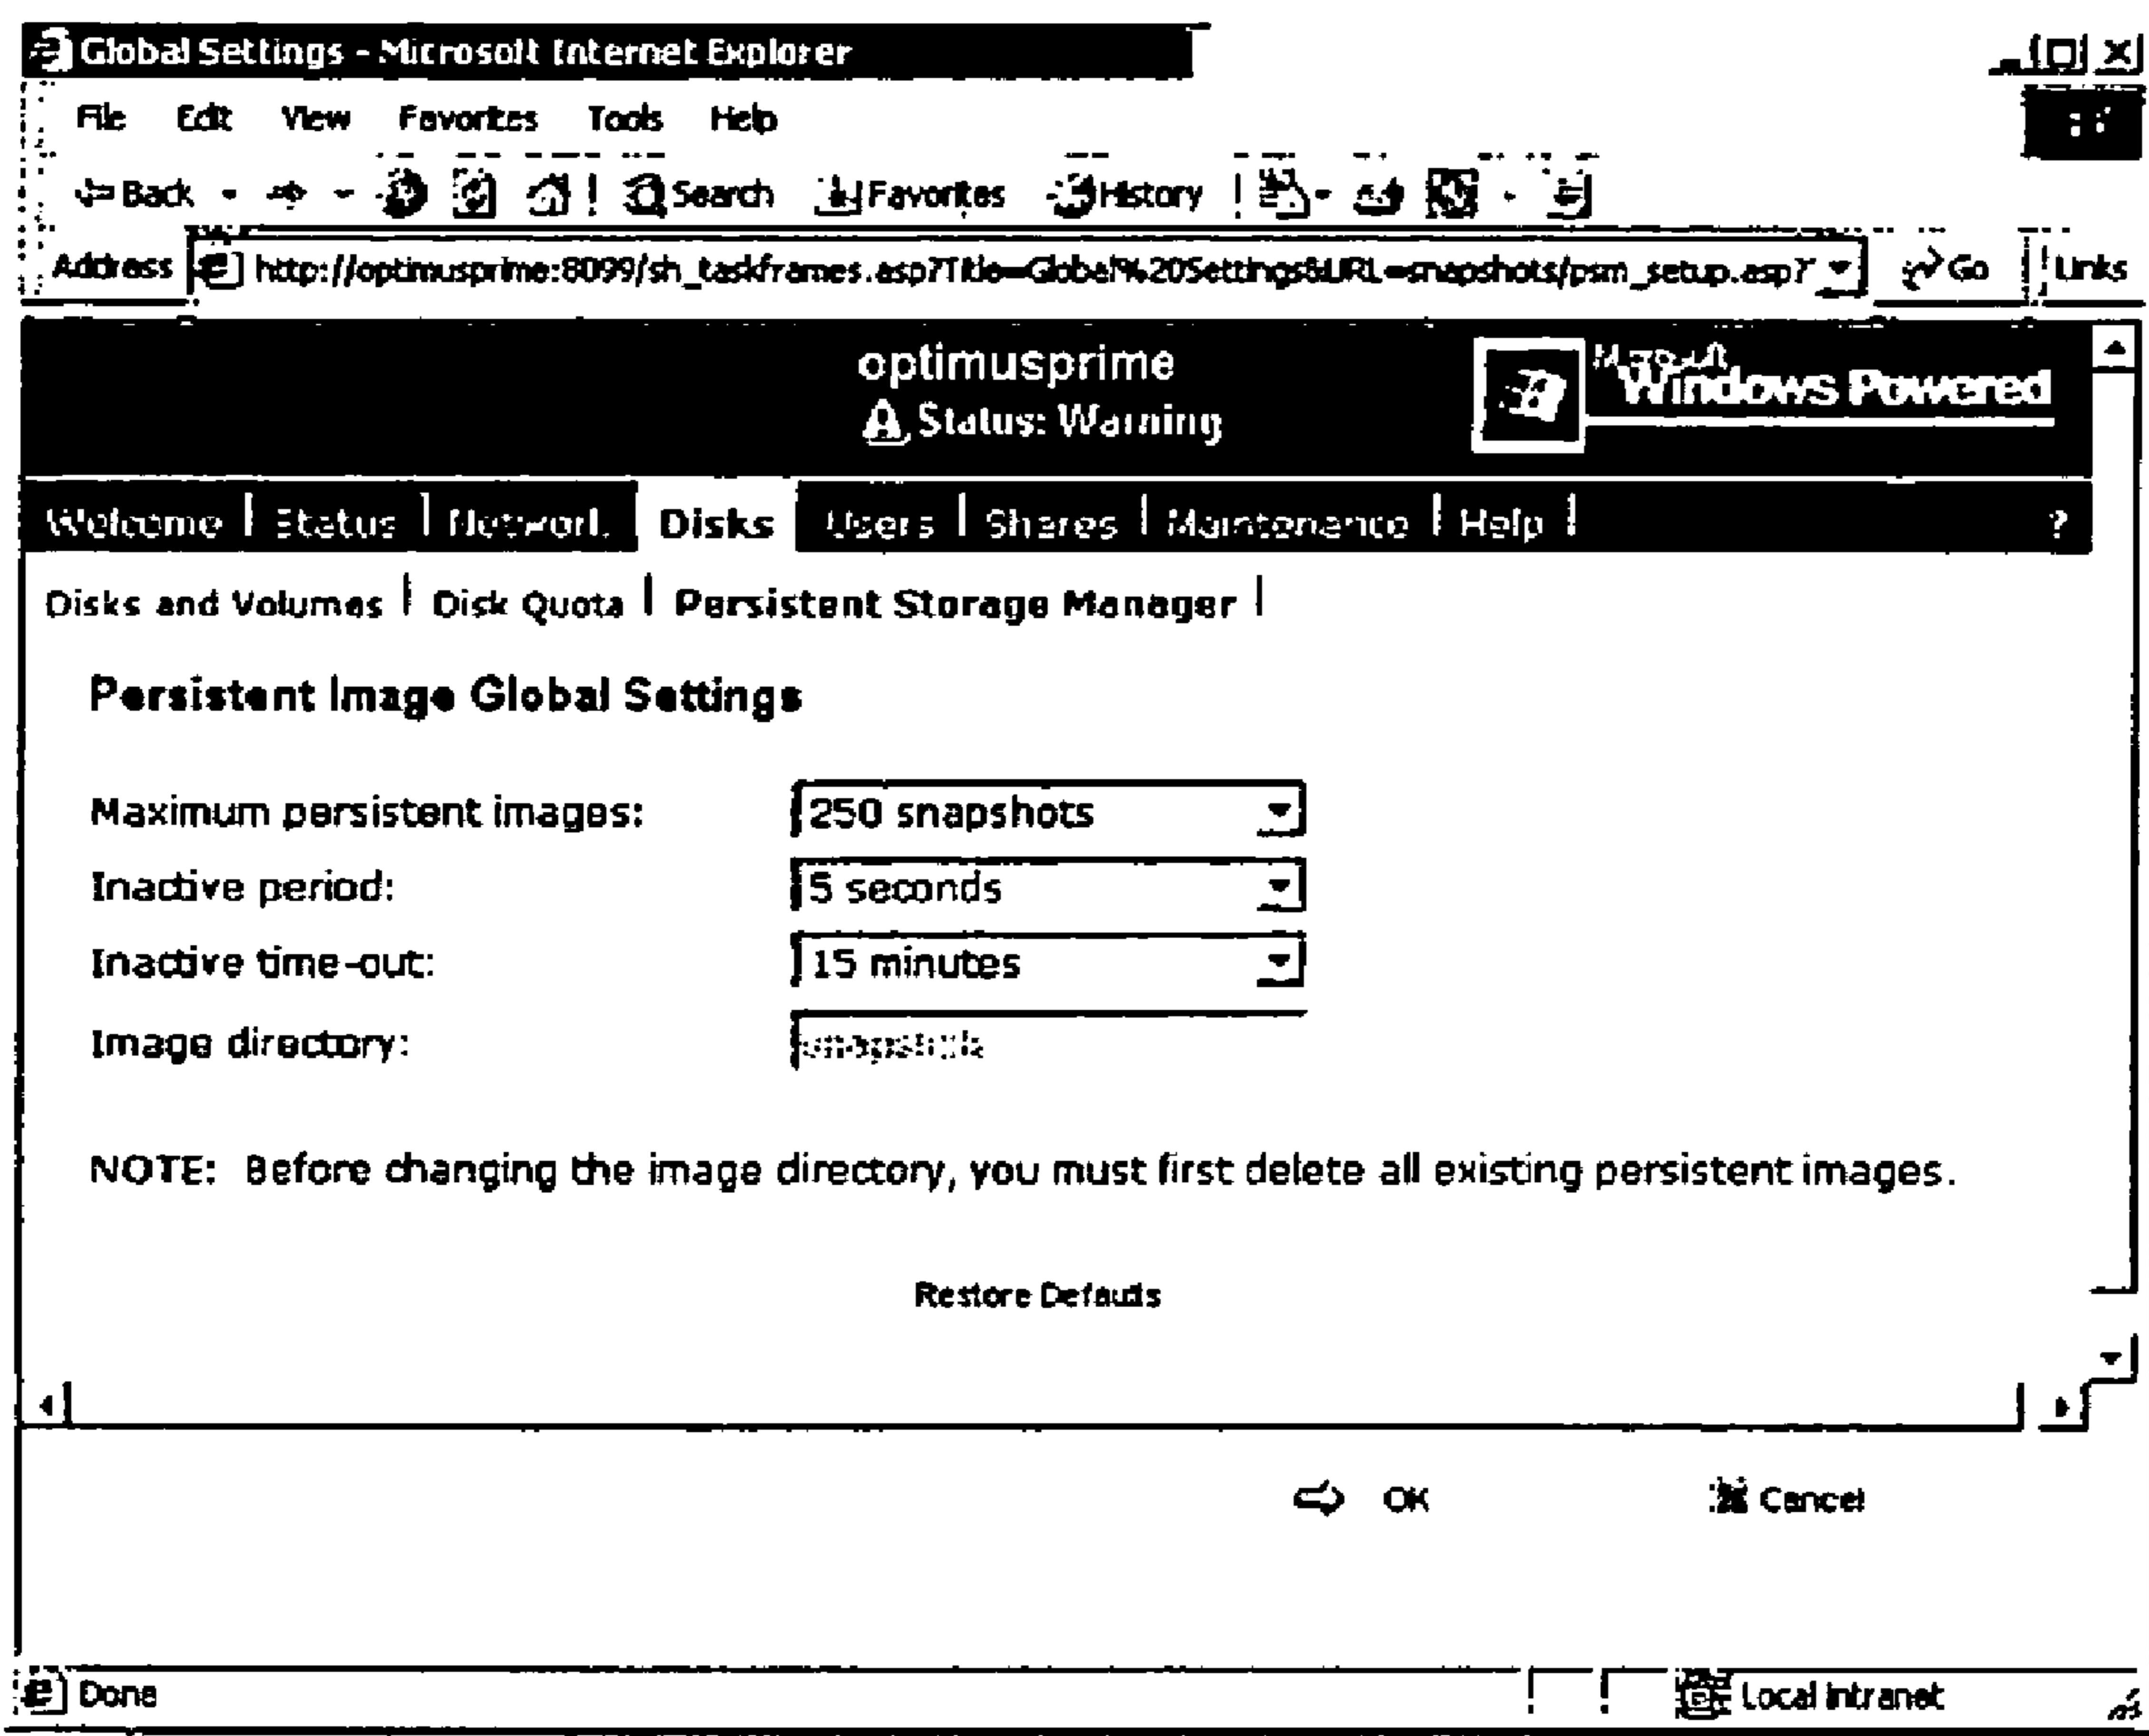 Global Settings - Microsoft Internet Explorer
File Edit View Favorites Tools Help
Back Search Favorites History
Address http://optimusprime:8099/sh_taskframes.asp?Title=Global%20Settings&URL=snapshots/psm_setup.asp? Go Links
optimusprime
Status: Warning
Microsoft
Windows Powered
Welcome | Status | Network Disks Users | Shares | Maintenance | Help | ?
Disks and Volumes | Disk Quota | Persistent Storage Manager |
Persistent Image Global Settings
Maximum persistent images: 250 snapshots
Inactive period: 5 seconds
Inactive time-out: 15 minutes
Image directory: snapshots
NOTE: Before changing the image directory, you must first delete all existing persistent images.
Restore Defaults
OK Cancel
Done Local intranet